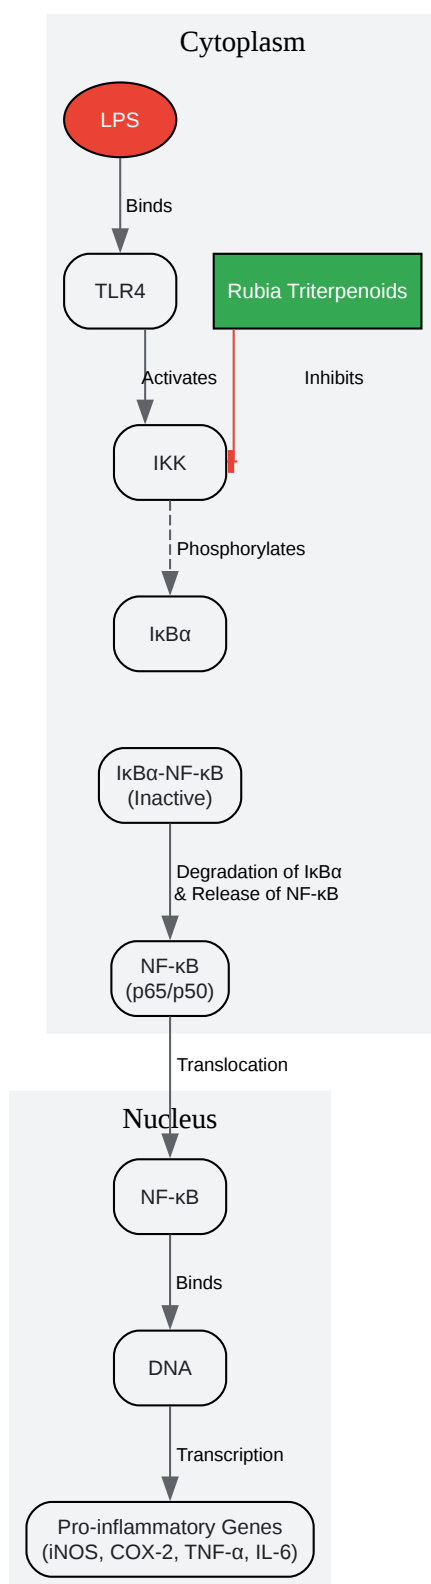 Cytoplasm
LPS
Binds
TLR4
Rubia Triterpenoids
Activates
Inhibits
IKK
Phosphorylates
IκBα
IκBα-NF-κB
(Inactive)
Degradation of IκBα
& Release of NF-κB
NF-κB
(p65/p50)
Translocation
Nucleus
NF-κB
Binds
DNA
Transcription
Pro-inflammatory Genes
(iNOS, COX-2, TNF-α, IL-6)